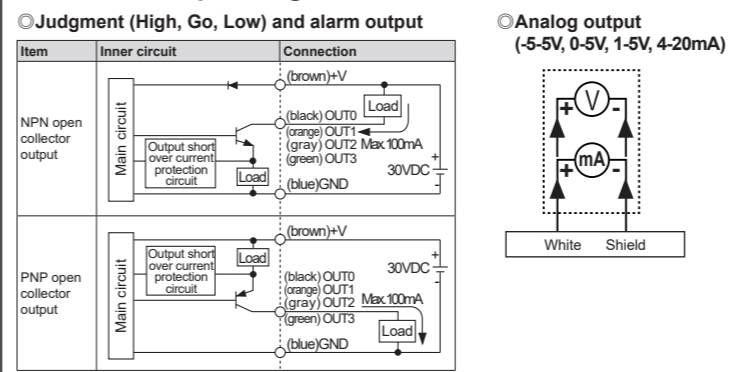 ◎Judgment (High, Go, Low) and alarm output
Item
Inner circuit
Connection
NPN open
collector
output
Main circuit
Output short
over current
protection
circuit
Load
(brown)+V
(black) OUT0
(orange) OUT1
(gray) OUT2 Max.100mA
(green) OUT3
(blue)GND
Load
30VDC
+
-
PNP open
collector
output
Main circuit
Output short
over current
protection
circuit
Load
(brown)+V
(black) OUT0
(orange) OUT1
(gray) OUT2 Max.100mA
(green) OUT3
(blue)GND
Load
30VDC
+
-
◎Analog output
(-5-5V, 0-5V, 1-5V, 4-20mA)
+ V -
+ mA -
White Shield